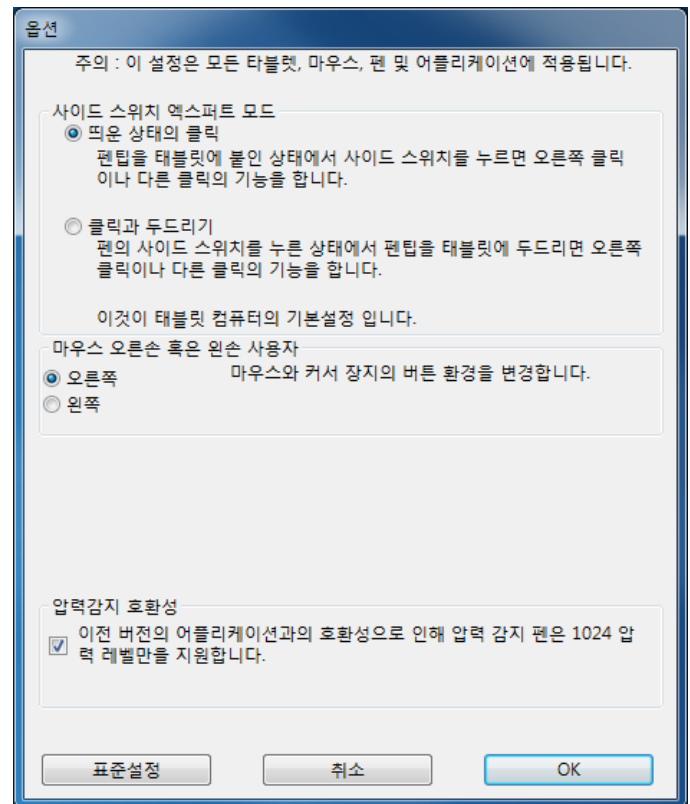 옵션
주의 : 이 설정은 모든 타블렛, 마우스, 펜 및 어플리케이션에 적용됩니다.
사이드 스위치 엑스퍼트 모드
띄운 상태의 클릭
펜팁을 태블릿에 붙인 상태에서 사이드 스위치를 누르면 오른쪽 클릭
이나 다른 클릭의 기능을 합니다.
클릭과 두드리기
펜의 사이드 스위치를 누른 상태에서 펜팁을 태블릿에 두드리면 오른쪽
클릭이나 다른 클릭의 기능을 합니다.
이것이 태블릿 컴퓨터의 기본설정 입니다.
마우스 오른손 혹은 왼손 사용자
오른쪽 마우스와 커서 장지의 버튼 환경을 변경합니다.
왼쪽
압력감지 호환성
이전 버전의 어플리케이션과의 호환성으로 인해 압력 감지 펜은 1024 압
력 레벨만을 지원합니다.
표준설정 취소 OK